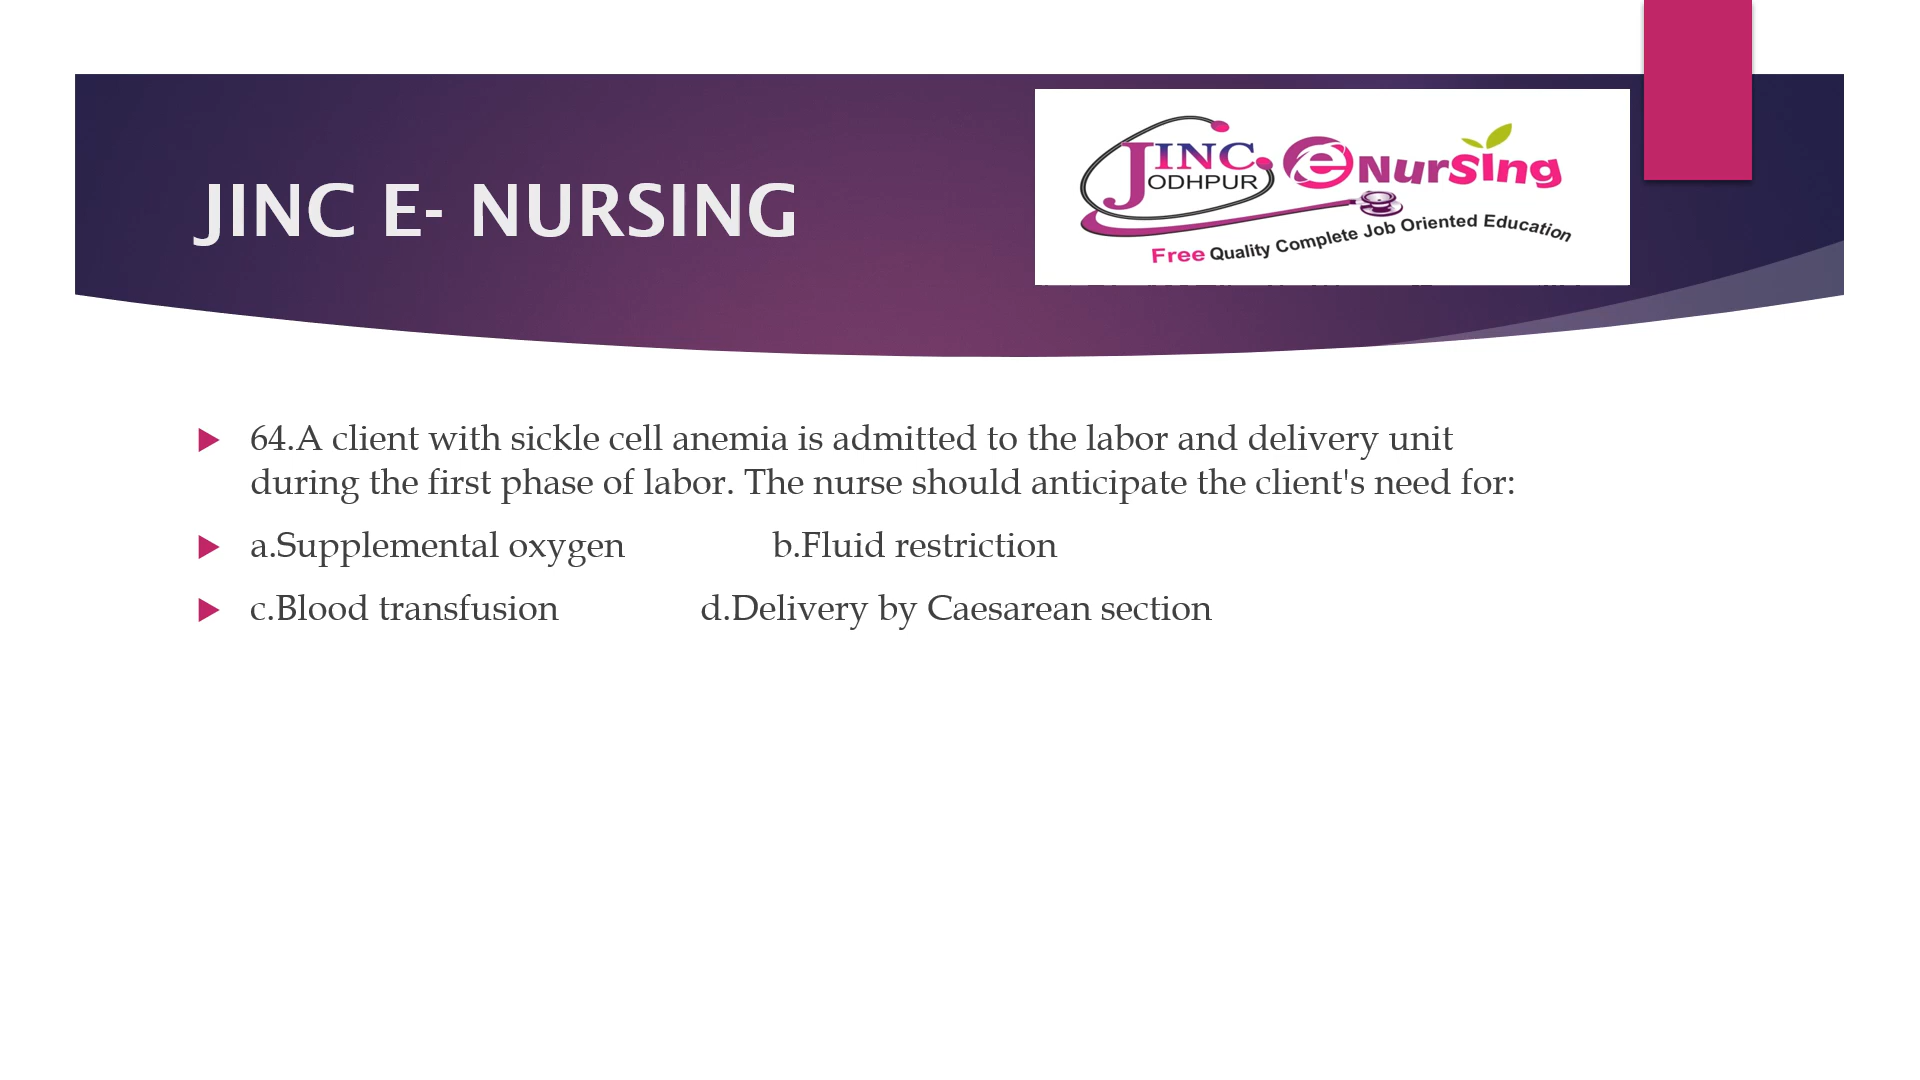 JINC E- NURSING
JINC
ODHPUR
eNursing
Free Quality Complete Job Oriented Education
64.A client with sickle cell anemia is admitted to the labor and delivery unit
during the first phase of labor. The nurse should anticipate the client's need for:
a.Supplemental oxygen b.Fluid restriction
c.Blood transfusion d.Delivery by Caesarean section